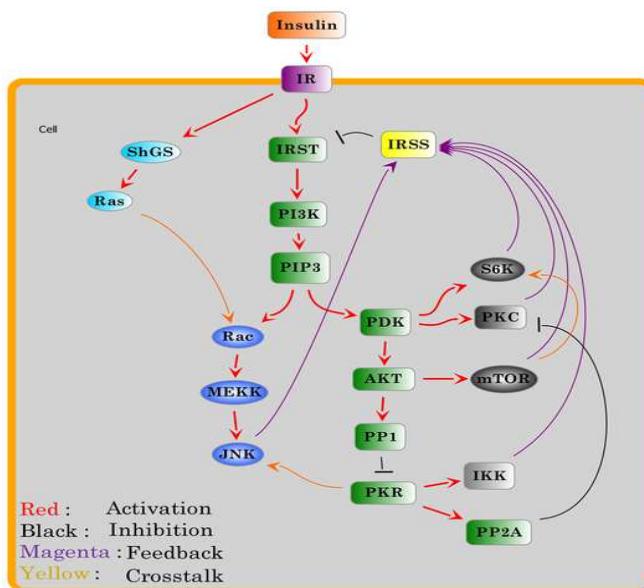 Insulin
IR
Cell
ShGS
IRST
IRSS
Ras
PI3K
PIP3
S6K
PDK
PKC
Rac
MEKK
AKT
mTOR
PP1
JNK
PKR
IKK
PP2A
Red : Activation
Black : Inhibition
Magenta : Feedback
Yellow : Crosstalk